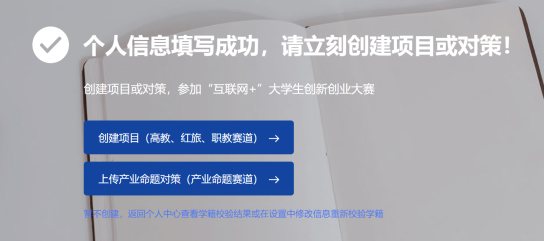 个人信息填写成功，请立刻创建项目或对策！
创建项目或对策，参加“互联网+”大学生创新创业大赛
创建项目（高教、红旅、职教赛道） →
上传产业命题对策（产业命题赛道） →
暂不创建，返回个人中心查看学籍校验结果或在设置中修改信息重新校验学籍